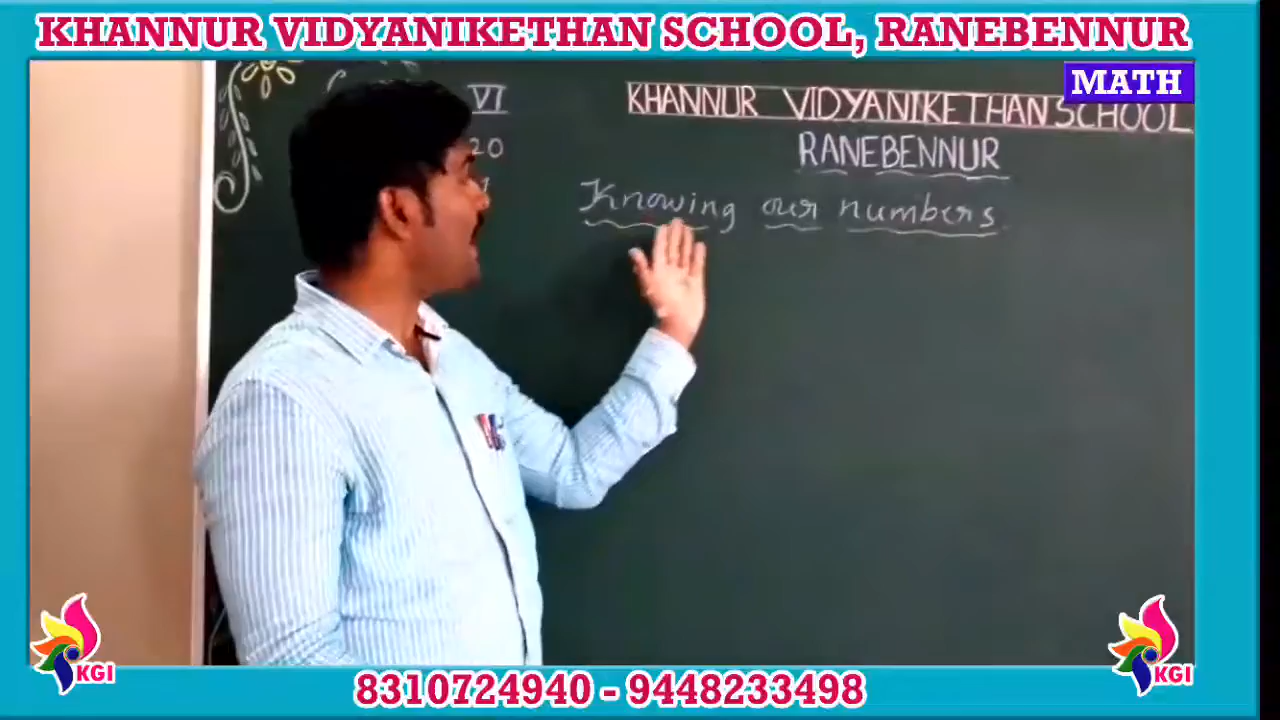 KHANNUR VIDYANIKETHAN SCHOOL, RANEBENNUR
MATH
VI
20
KHANNUR VIDYANIKETHAN SCHOOL
RANEBENNUR
Knowing our numbers
KGI
KGI
8310724940 - 9448233498